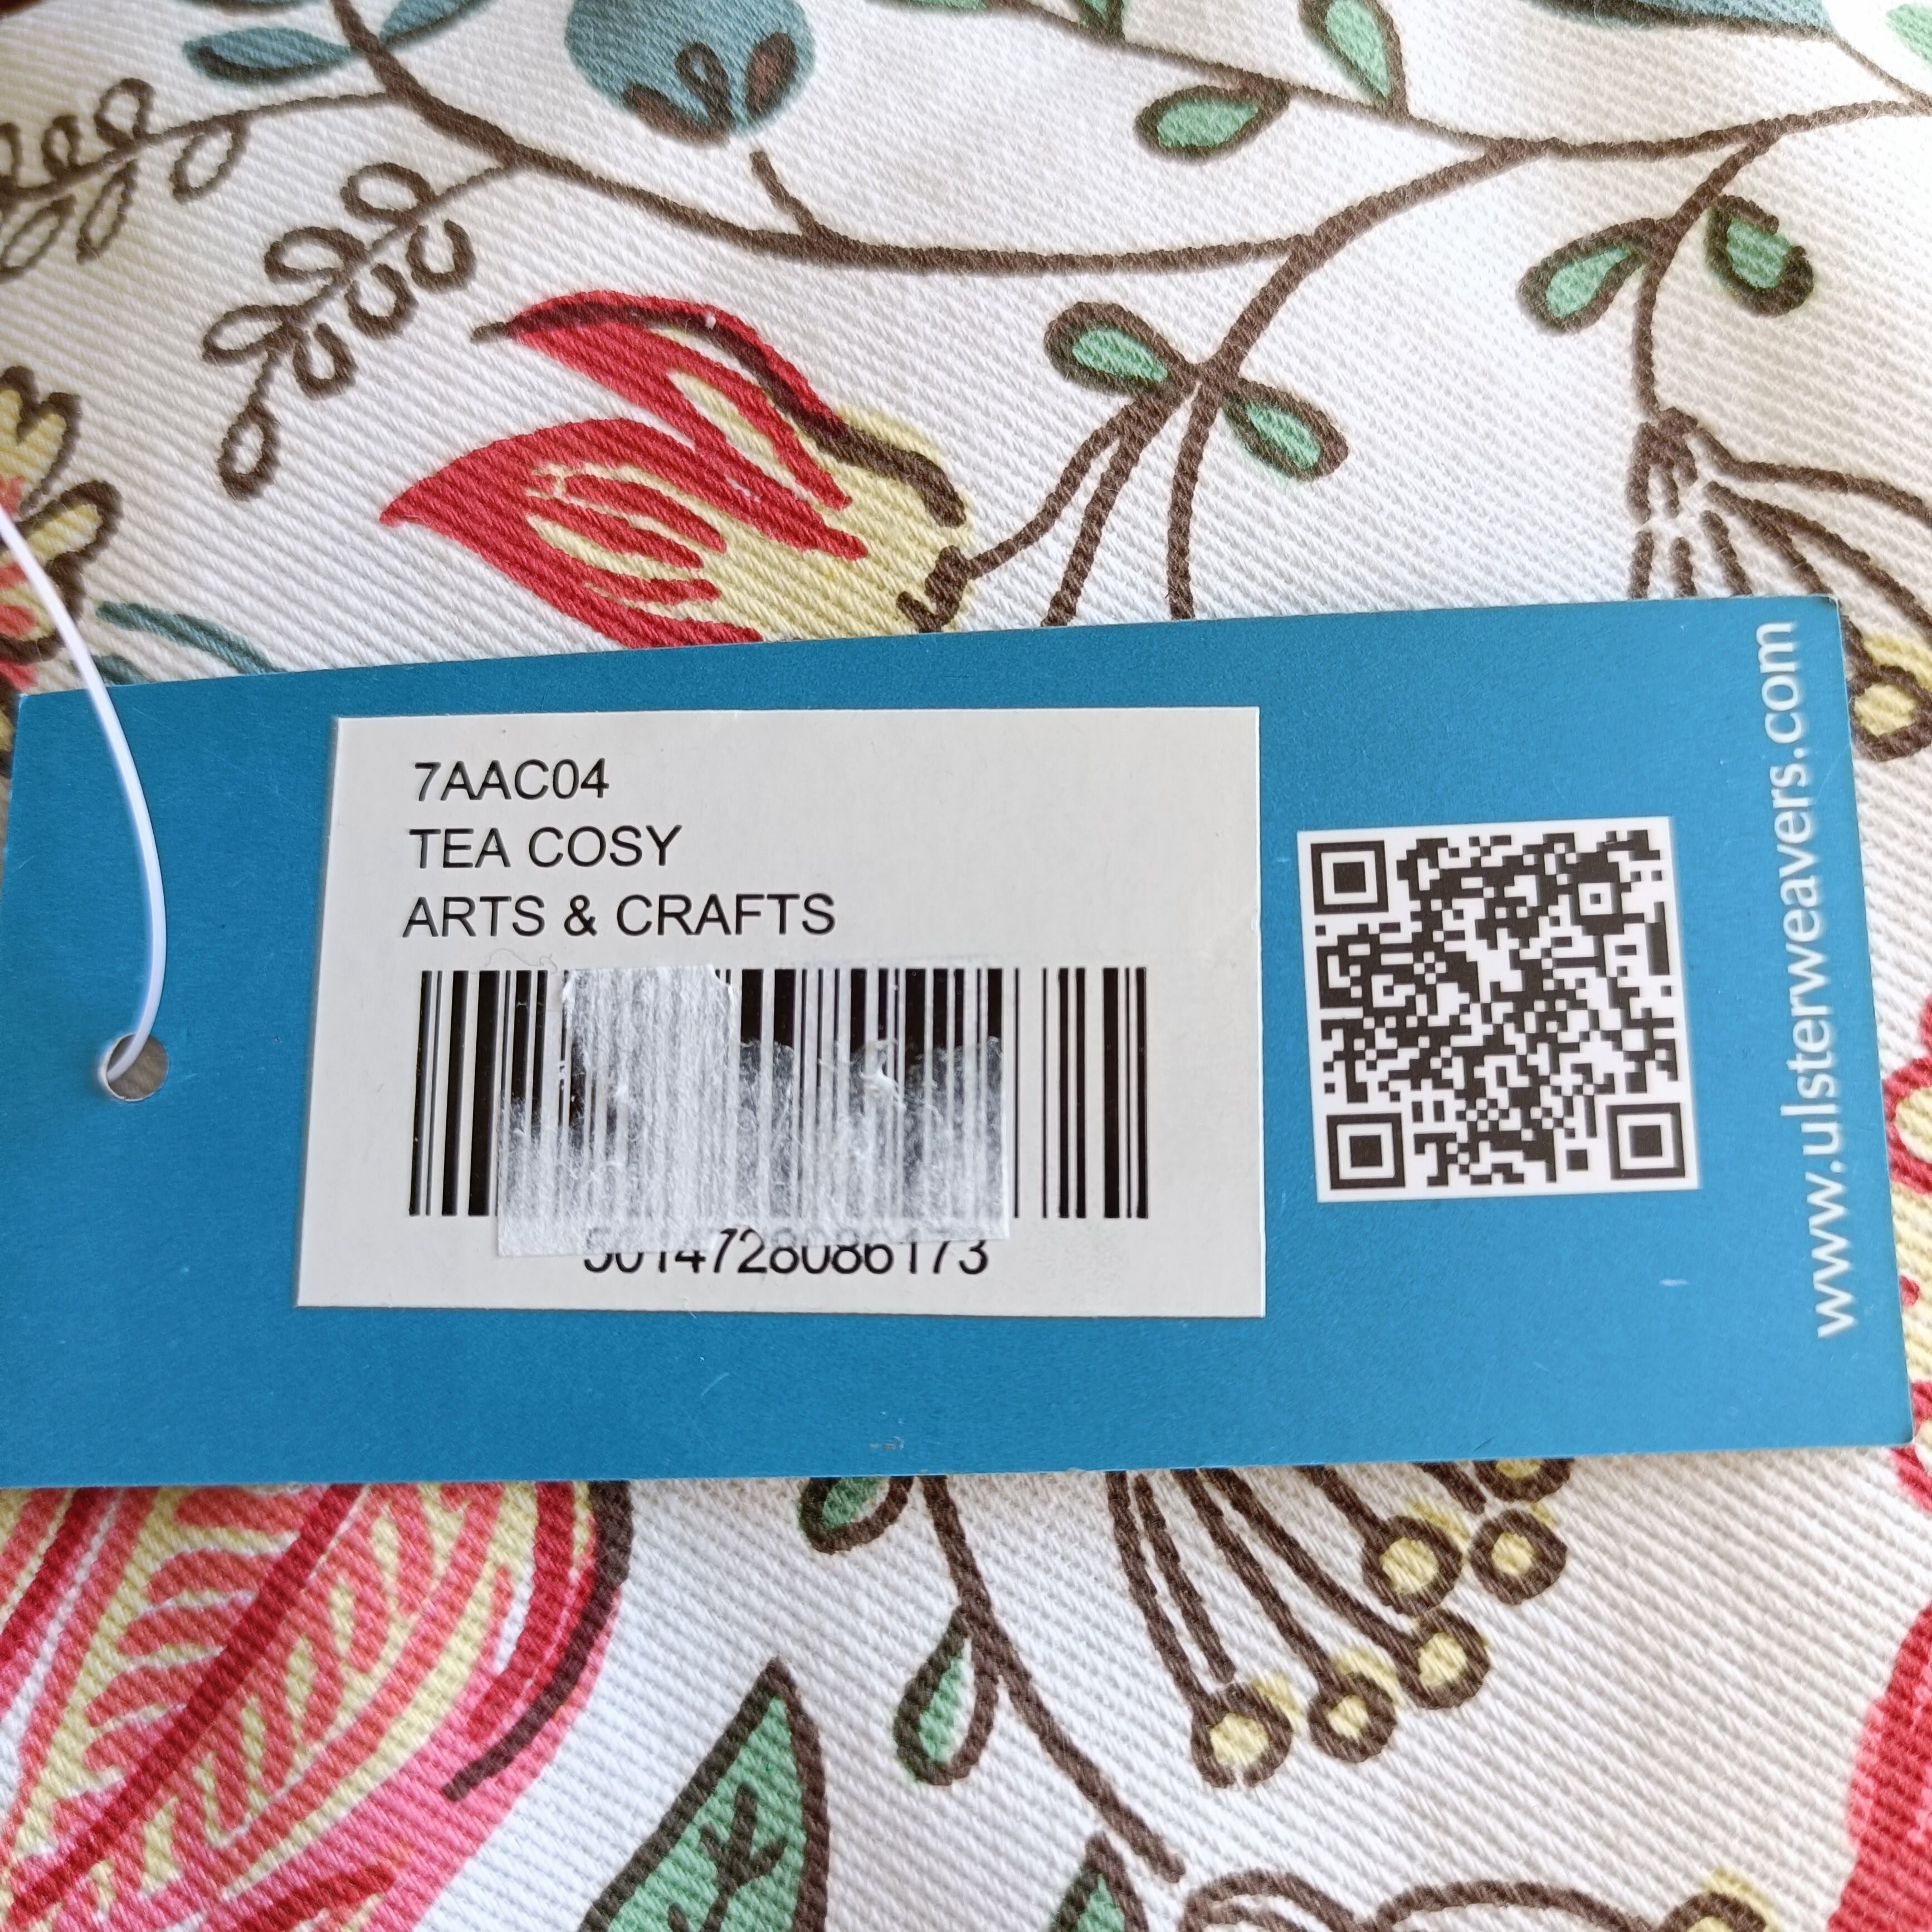 7AAC04
TEA COSY
ARTS & CRAFTS
5014728086173
www.ulsterweavers.com